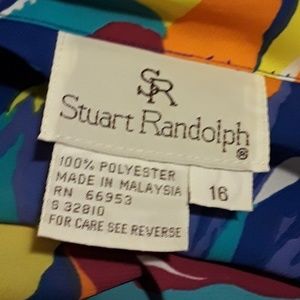 SR
Stuart Randolph
®
100% POLYESTER
MADE IN MALAYSIA
RN 66953
S 32810
FOR CARE SEE REVERSE
16